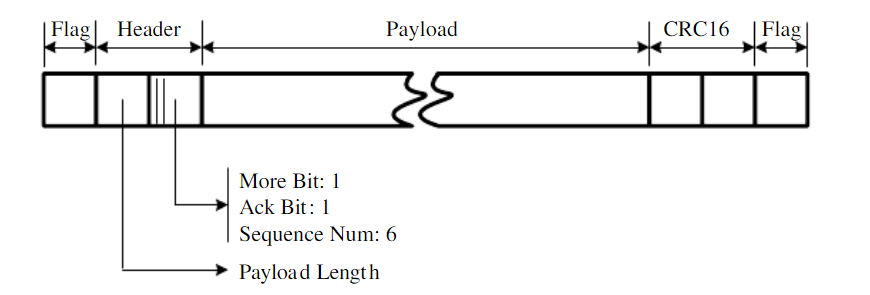 Flag Header Payload CRC16 Flag
More Bit: 1
Ack Bit: 1
Sequence Num: 6
Payload Length